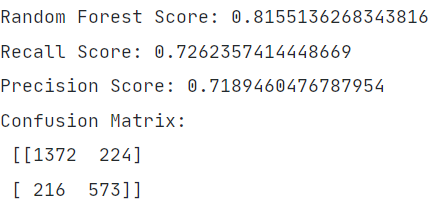 Random Forest Score: 0.8155136268343816
Recall Score: 0.7262357414448669
Precision Score: 0.7189460476787954
Confusion Matrix:
[[1372  224]
[ 216  573]]